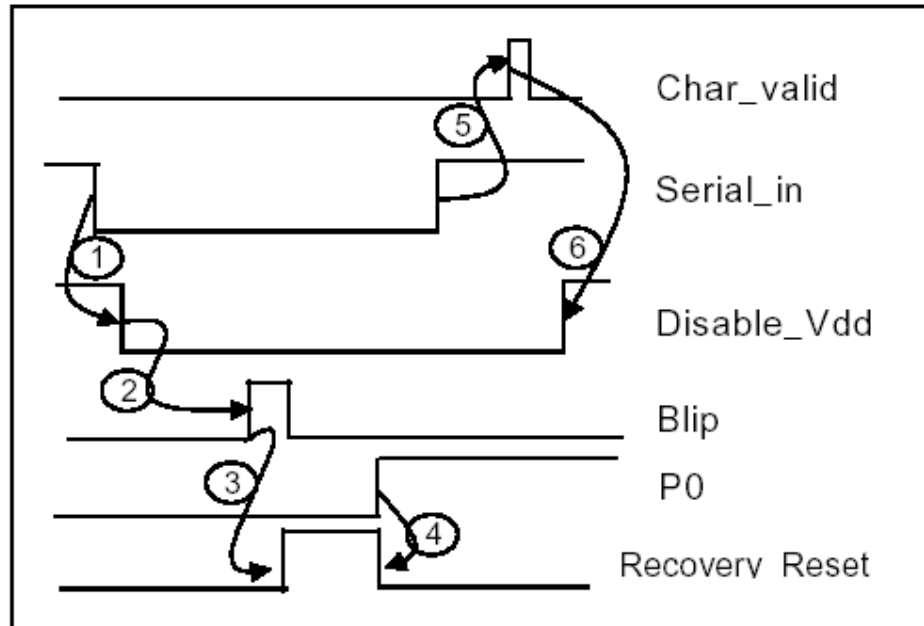 Char_valid
5
Serial_in
1
6
Disable_Vdd
2
Blip
3
P0
4
Recovery Reset